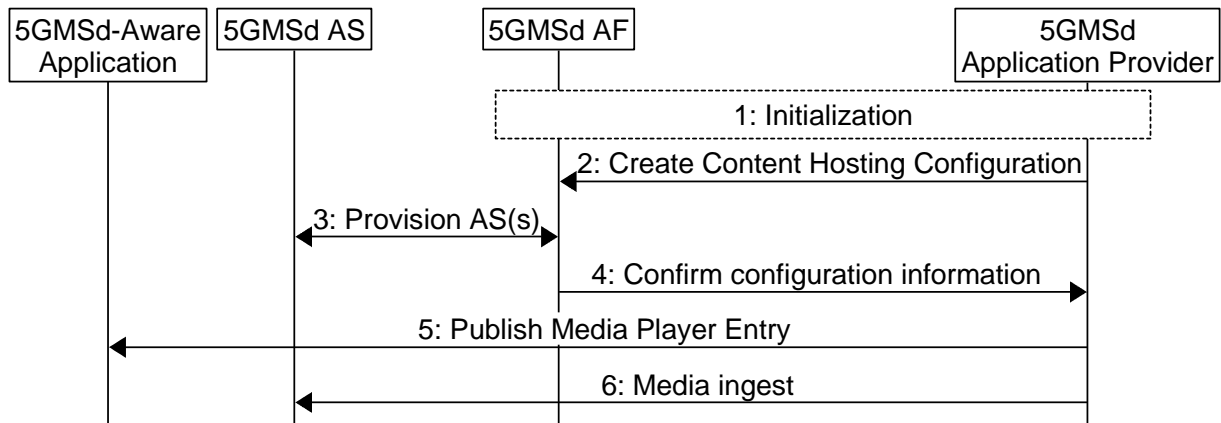 5GMSd-Aware
Application
5GMSd AS
5GMSd AF
5GMSd
Application Provider
1: Initialization
2: Create Content Hosting Configuration
3: Provision AS(s)
4: Confirm configuration information
5: Publish Media Player Entry
6: Media ingest